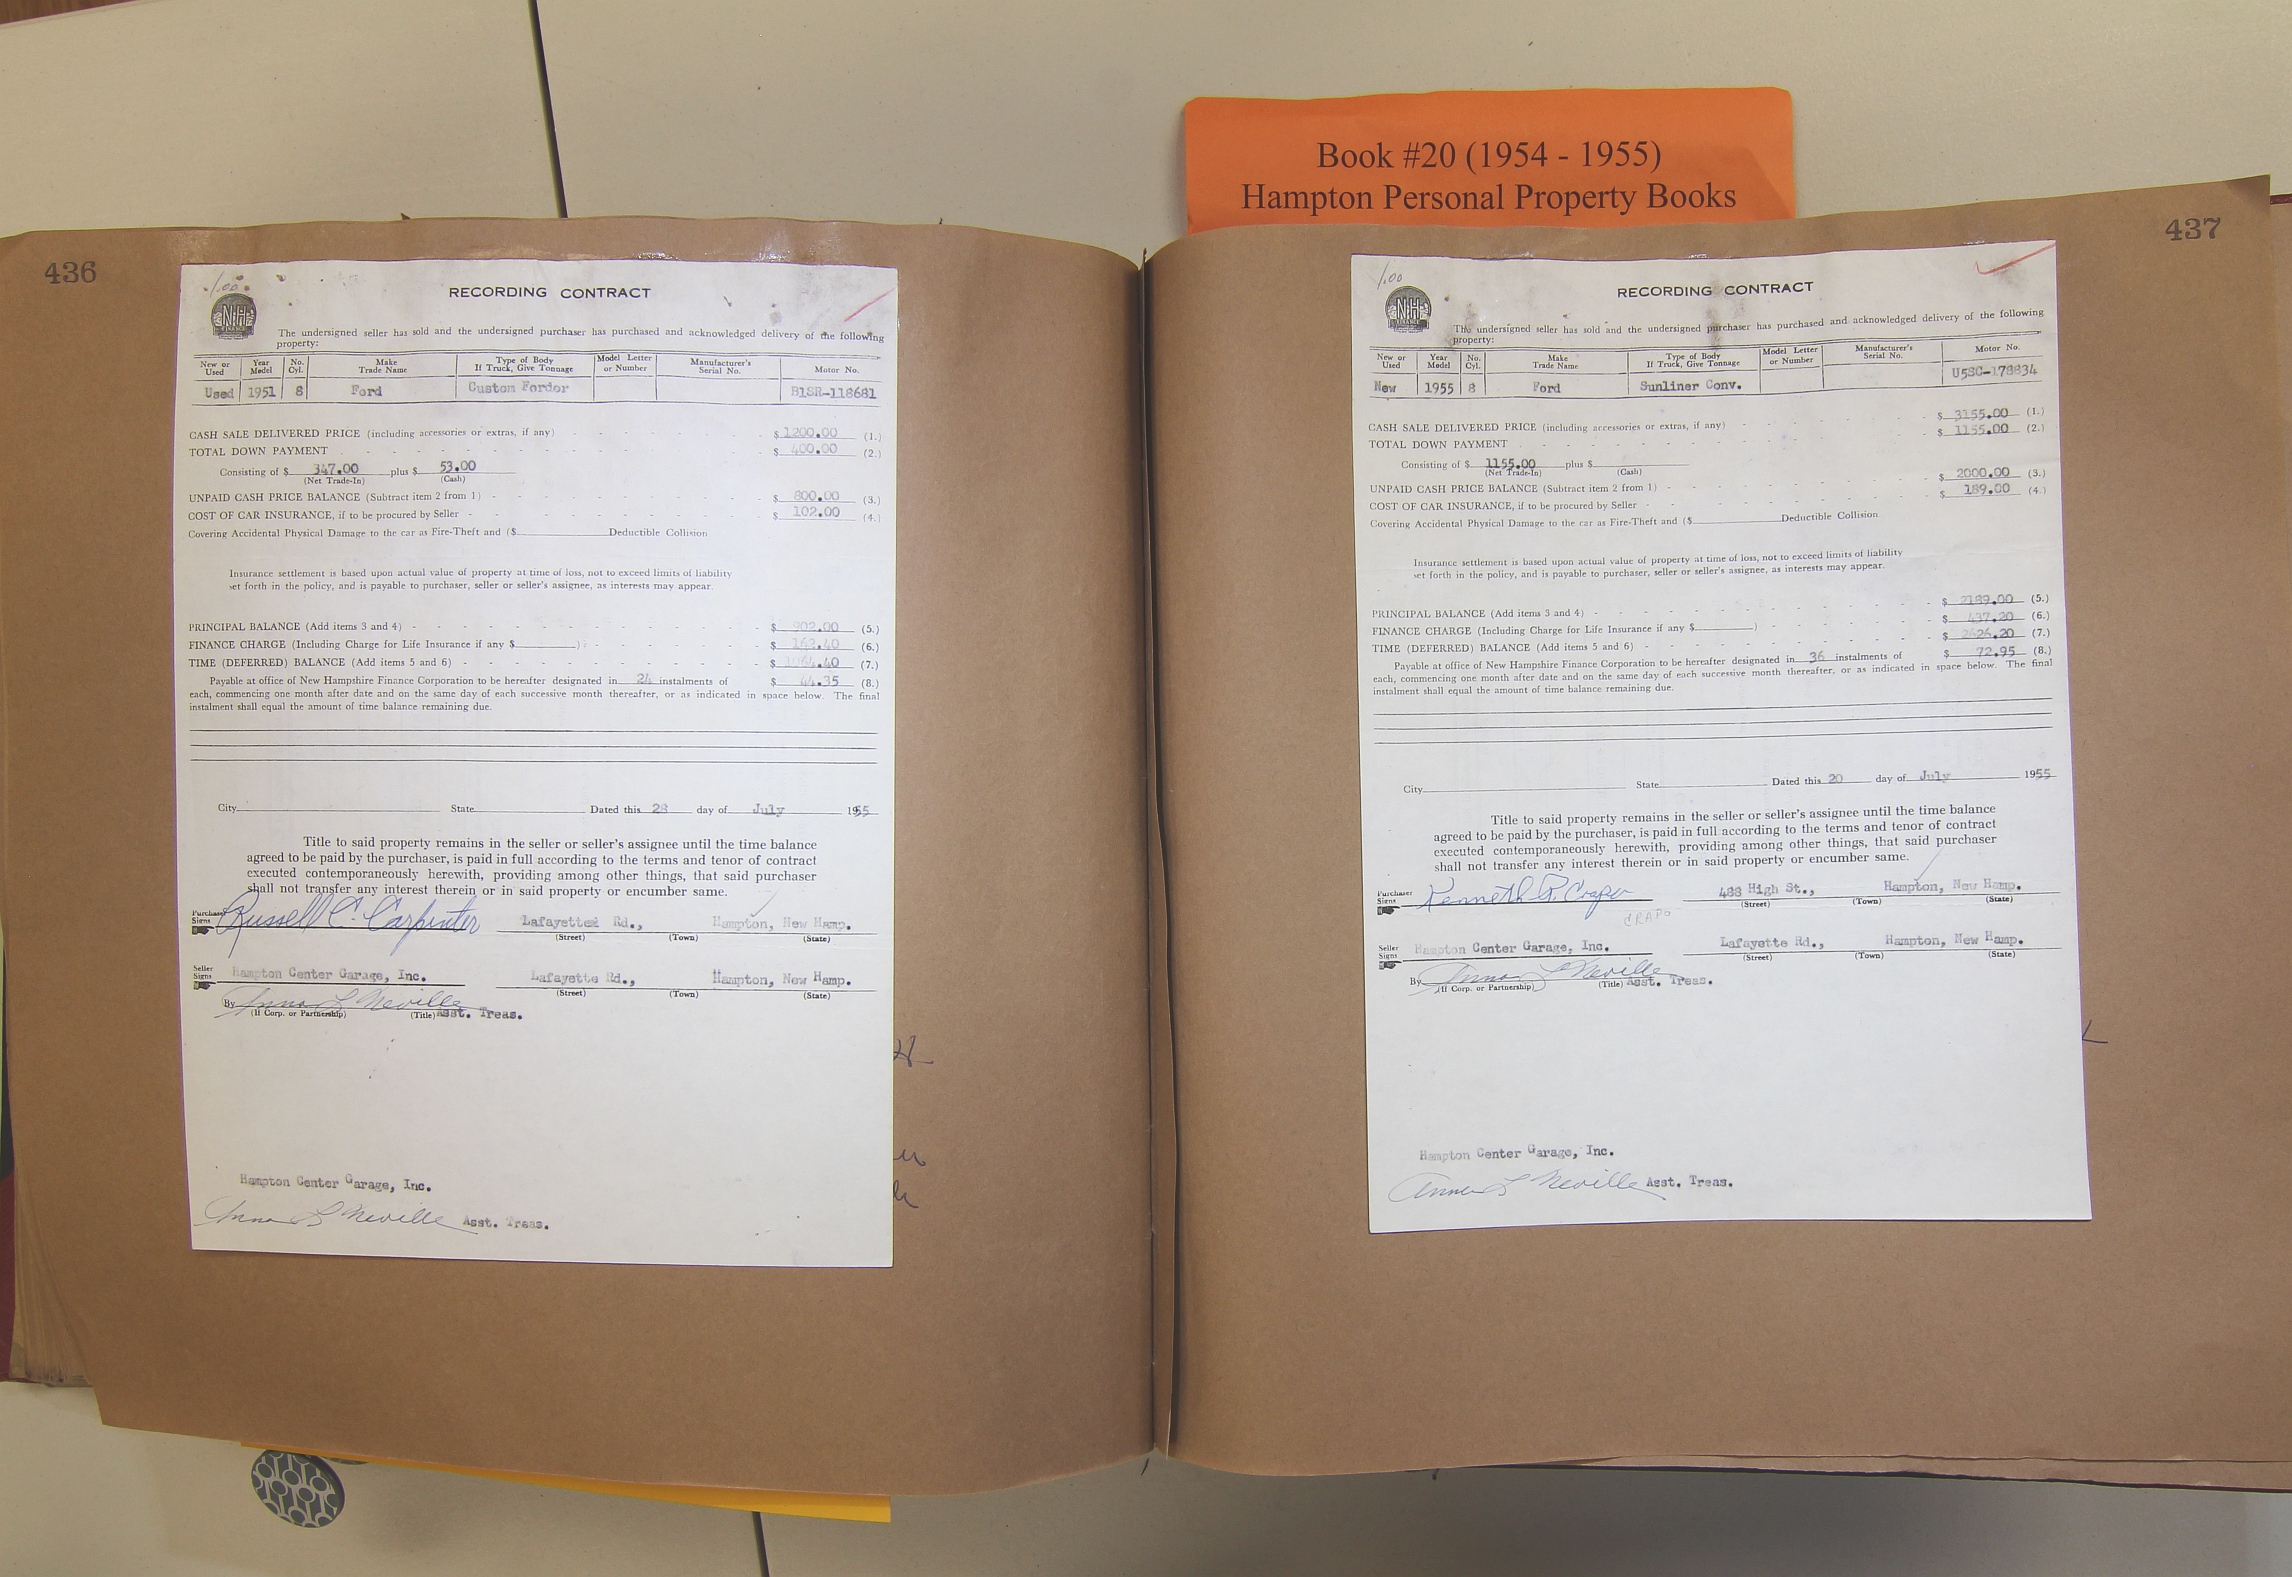 Book #20 (1954 - 1955)
Hampton Personal Property Books
436
1.00
NH
FINANCE
RECORDING CONTRACT
The undersigned seller has sold and the undersigned purchaser has purchased and acknowledged delivery of the following
property:
New or Used Year Model No. Cyl. Make Trade Name Type of Body If Truck, Give Tonnage Model Letter or Number Manufacturer's Serial No. Motor No.
Used 1951 8 Ford Custom Fordor B1SR-118681
CASH SALE DELIVERED PRICE (including accessories or extras, if any) - - - - - - - $ 1200.00 (1.)
TOTAL DOWN PAYMENT - - - - - - - - - - $ 400.00 (2.)
Consisting of $ 347.00 plus $ 53.00
(Net Trade-In) (Cash)
UNPAID CASH PRICE BALANCE (Subtract item 2 from 1) - - - - - - - - $ 800.00 (3.)
COST OF CAR INSURANCE, if to be procured by Seller - - - - - - - - $ 102.00 (4.)
Covering Accidental Physical Damage to the car as Fire-Theft and ($ Deductible Collision
Insurance settlement is based upon actual value of property at time of loss, not to exceed limits of liability
set forth in the policy, and is payable to purchaser, seller or seller's assignee, as interests may appear.
PRINCIPAL BALANCE (Add items 3 and 4) - - - - - - - - - - $ 902.00 (5.)
FINANCE CHARGE (Including Charge for Life Insurance if any $ ) - - - - - - $ 162.40 (6.)
TIME (DEFERRED) BALANCE (Add items 5 and 6) - - - - - - - - - $ 1064.40 (7.)
Payable at office of New Hampshire Finance Corporation to be hereafter designated in 24 instalments of $ 44.35 (8.)
each, commencing one month after date and on the same day of each successive month thereafter, or as indicated in space below. The final
instalment shall equal the amount of time balance remaining due.
City State Dated this 28 day of July 1955
Title to said property remains in the seller or seller's assignee until the time balance
agreed to be paid by the purchaser, is paid in full according to the terms and tenor of contract
executed contemporaneously herewith, providing among other things, that said purchaser
shall not transfer any interest therein or in said property or encumber same.
Purchaser Signs Russell C. Carpenter Lafayetted Rd., Hampton, New Hamp.
(Street) (Town) (State)
Seller Signs Hampton Center Garage, Inc. Lafayette Rd., Hampton, New Hamp.
(Street) (Town) (State)
By Anna L Neville
(If Corp. or Partnership) (Title) Asst. Treas.
Hampton Center Garage, Inc.
Anna L Neville Asst. Treas.
437
1.00
NH
FINANCE
RECORDING CONTRACT
The undersigned seller has sold and the undersigned purchaser has purchased and acknowledged delivery of the following
property:
New or Used Year Model No. Cyl. Make Trade Name Type of Body If Truck, Give Tonnage Model Letter or Number Manufacturer's Serial No. Motor No.
New 1955 8 Ford Sunliner Conv. U5SC-178834
CASH SALE DELIVERED PRICE (including accessories or extras, if any) - - - - - - - $ 3155.00 (1.)
TOTAL DOWN PAYMENT - - - - - - - - - - $ 1155.00 (2.)
Consisting of $ 1155.00 plus $
(Net Trade-In) (Cash)
UNPAID CASH PRICE BALANCE (Subtract item 2 from 1) - - - - - - - - $ 2000.00 (3.)
COST OF CAR INSURANCE, if to be procured by Seller - - - - - - - - $ 189.00 (4.)
Covering Accidental Physical Damage to the car as Fire-Theft and ($ Deductible Collision
Insurance settlement is based upon actual value of property at time of loss, not to exceed limits of liability
set forth in the policy, and is payable to purchaser, seller or seller's assignee, as interests may appear.
PRINCIPAL BALANCE (Add items 3 and 4) - - - - - - - - - - $ 2189.00 (5.)
FINANCE CHARGE (Including Charge for Life Insurance if any $ ) - - - - - - $ 437.20 (6.)
TIME (DEFERRED) BALANCE (Add items 5 and 6) - - - - - - - - - $ 2626.20 (7.)
Payable at office of New Hampshire Finance Corporation to be hereafter designated in 36 instalments of $ 72.95 (8.)
each, commencing one month after date and on the same day of each successive month thereafter, or as indicated in space below. The final
instalment shall equal the amount of time balance remaining due.
City State Dated this 20 day of July 1955
Title to said property remains in the seller or seller's assignee until the time balance
agreed to be paid by the purchaser, is paid in full according to the terms and tenor of contract
executed contemporaneously herewith, providing among other things, that said purchaser
shall not transfer any interest therein or in said property or encumber same.
Purchaser Signs Kenneth R. Crapo 488 High St., Hampton, New Hamp.
(Street) (Town) (State)
CRAPO
Seller Signs Hampton Center Garage, Inc. Lafayette Rd., Hampton, New Hamp.
(Street) (Town) (State)
By Anna L Neville
(If Corp. or Partnership) (Title) Asst. Treas.
Hampton Center Garage, Inc.
Anna L Neville Asst. Treas.